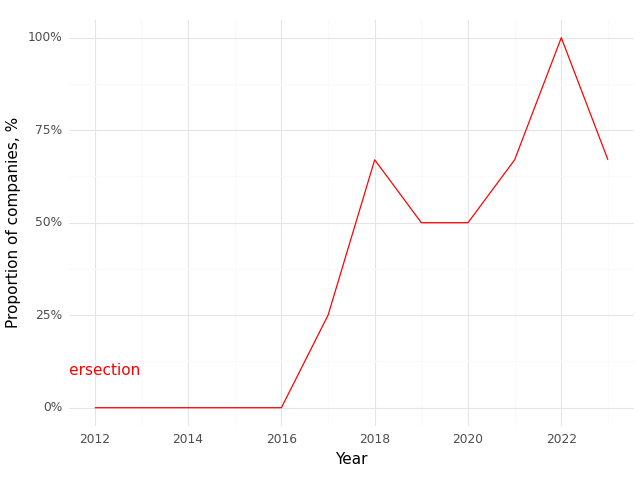 100%
75%
50%
25%
0%
Proportion of companies, %
ersection
2012 2014 2016 2018 2020 2022
Year